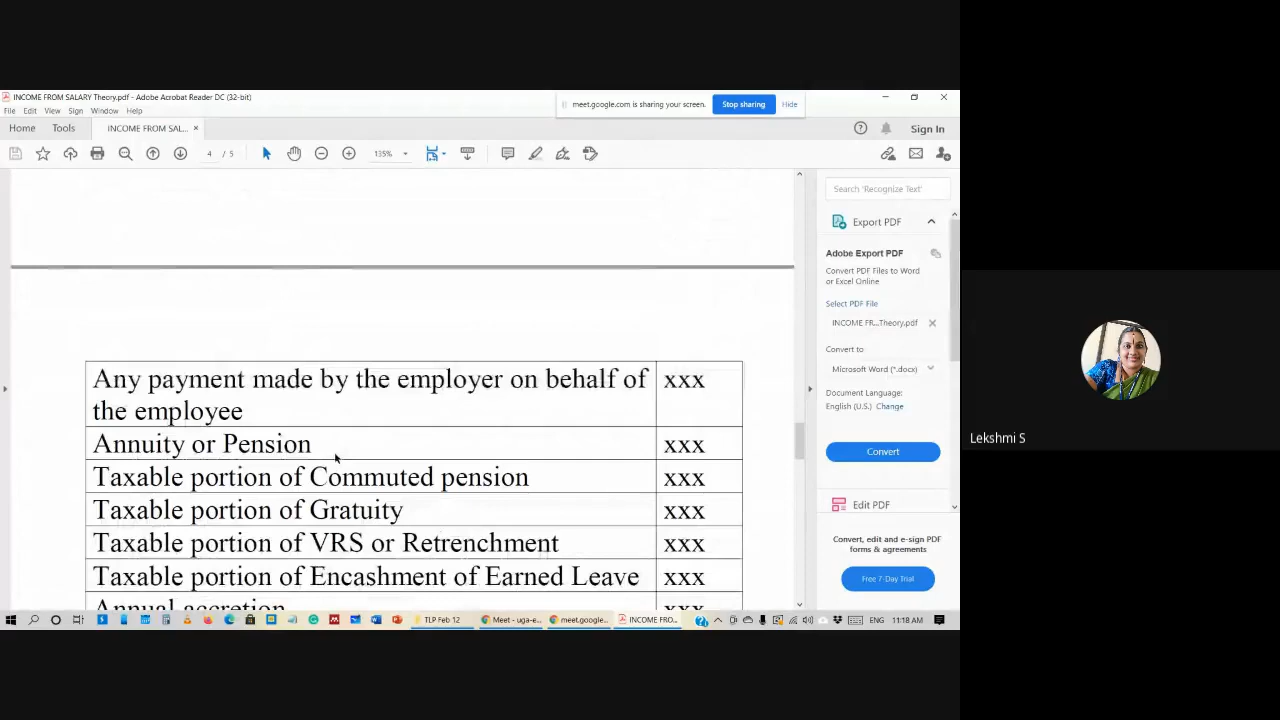 INCOME FROM SALARY Theory.pdf - Adobe Acrobat Reader DC (32-bit)
meet.google.com is sharing your screen. Stop sharing Hide
File Edit View Sign Window Help
Home Tools INCOME FROM SAL... × Sign In
4 / 5 135%
Search 'Recognize Text'
Export PDF
Adobe Export PDF
Convert PDF Files to Word
or Excel Online
Select PDF File
INCOME FR...Theory.pdf
Convert to
Microsoft Word (*.docx)
Document Language:
English (U.S.) Change
Convert
Edit PDF
Convert, edit and e-sign PDF
forms & agreements
Free 7-Day Trial
Any payment made by the employer on behalf of xxx
the employee
Annuity or Pension xxx
Taxable portion of Commuted pension xxx
Taxable portion of Gratuity xxx
Taxable portion of VRS or Retrenchment xxx
Taxable portion of Encashment of Earned Leave xxx
Annual accretion xxx
TLP Feb 12 Meet - uga-e... meet.google... INCOME FRO... ENG 11:18 AM
Lekshmi S